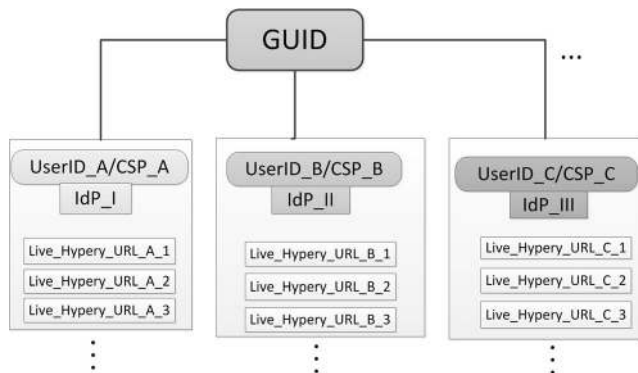 GUID
...
UserID_A/CSP_A
IdP_I
Live_Hypery_URL_A_1
Live_Hypery_URL_A_2
Live_Hypery_URL_A_3
UserID_B/CSP_B
IdP_II
Live_Hypery_URL_B_1
Live_Hypery_URL_B_2
Live_Hypery_URL_B_3
UserID_C/CSP_C
IdP_III
Live_Hypery_URL_C_1
Live_Hypery_URL_C_2
Live_Hypery_URL_C_3